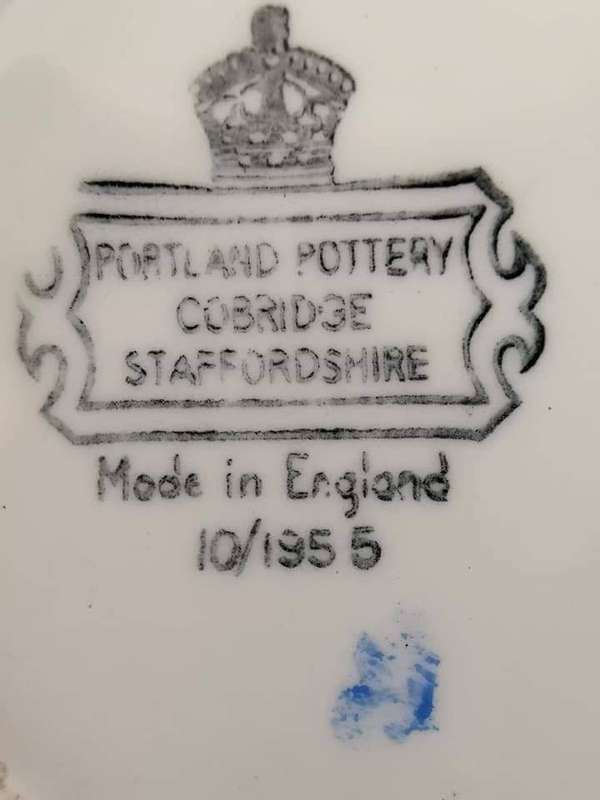 PORTLAND POTTERY
COBRIDGE
STAFFORDSHIRE
Made in England
10/1955